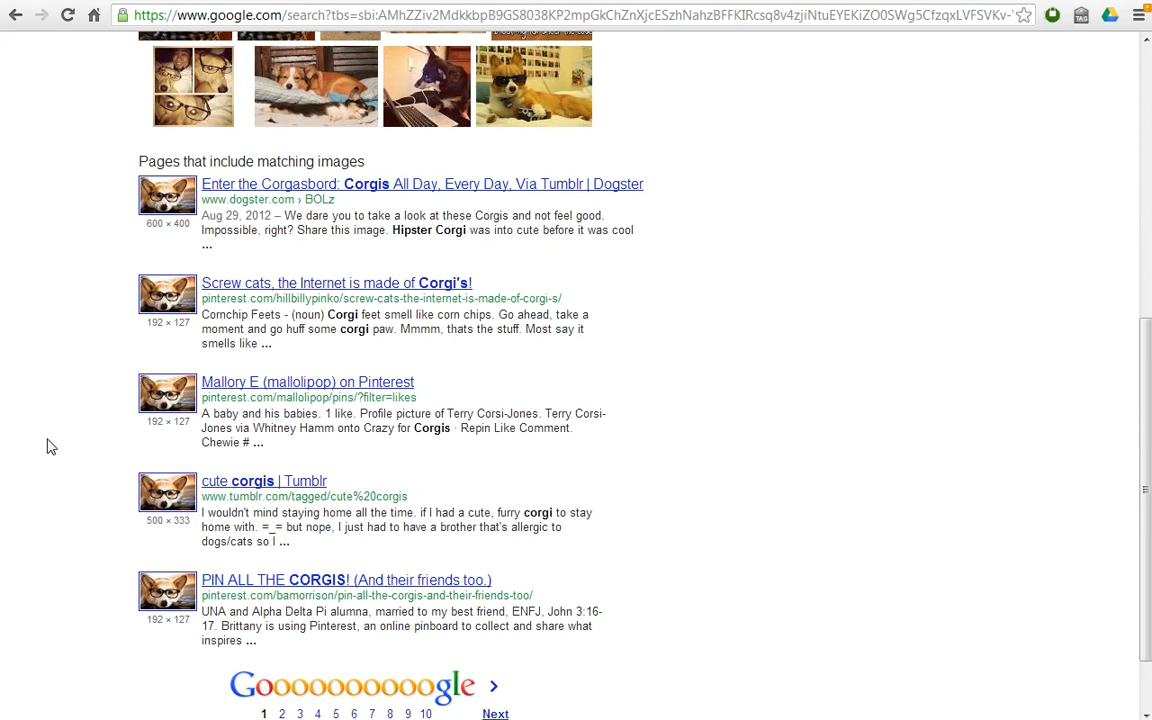 https://www.google.com/search?tbs=sbi:AMhZZiv2MdkkbpB9GS8038KP2mpGkChZnXjcESzhNahzBFFKIRcsq8v4zjiNtuEYEKiZO0SWg5CfzqxLVFSVKv-
TAG
Pages that include matching images
Enter the Corgasbord: Corgis All Day, Every Day, Via Tumblr | Dogster
www.dogster.com › BOLz
600 × 400
Aug 29, 2012 – We dare you to take a look at these Corgis and not feel good.
Impossible, right? Share this image. Hipster Corgi was into cute before it was cool
...
Screw cats, the Internet is made of Corgi's!
pinterest.com/hillbillypinko/screw-cats-the-internet-is-made-of-corgi-s/
192 × 127
Cornchip Feets - (noun) Corgi feet smell like corn chips. Go ahead, take a
moment and go huff some corgi paw. Mmmm, thats the stuff. Most say it
smells like ...
Mallory E (mallolipop) on Pinterest
pinterest.com/mallolipop/pins/?filter=likes
192 × 127
A baby and his babies. 1 like. Profile picture of Terry Corsi-Jones. Terry Corsi-
Jones via Whitney Hamm onto Crazy for Corgis · Repin Like Comment.
Chewie # ...
cute corgis | Tumblr
www.tumblr.com/tagged/cute%20corgis
500 × 333
I wouldn't mind staying home all the time. if I had a cute, furry corgi to stay
home with. =_= but nope, I just had to have a brother that's allergic to
dogs/cats so I ...
PIN ALL THE CORGIS! (And their friends too.)
pinterest.com/bamorrison/pin-all-the-corgis-and-their-friends-too/
192 × 127
UNA and Alpha Delta Pi alumna, married to my best friend, ENFJ, John 3:16-
17. Brittany is using Pinterest, an online pinboard to collect and share what
inspires ...
Goooooooooogle >
1 2 3 4 5 6 7 8 9 10 Next